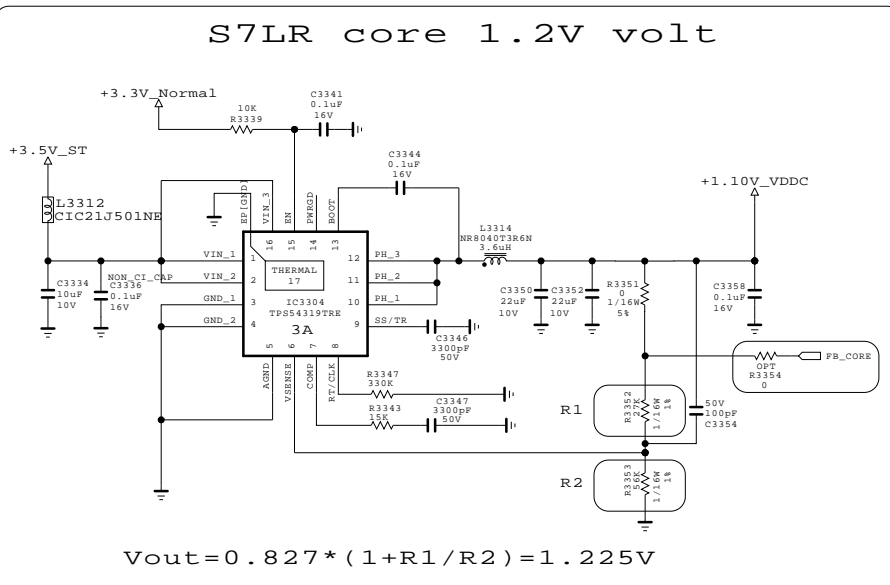 S7LR core 1.2V volt
+3.3V_Normal
10K
R3339
C3341
0.1uF
16V
+3.5V_ST
L3312
CIC21J501NE
C3344
0.1uF
16V
+1.10V_VDDC
EP[GND]
VIN_3
EN
PWRGD
BOOT
16
15
14
13
L3314
NR8040T3R6N
3.6uH
VIN_1
1
VIN_2
2
GND_1
3
GND_2
4
THERMAL
17
IC3304
TPS54319TRE
3A
12
PH_3
11
PH_2
10
PH_1
9
SS/TR
C3334
10uF
10V
NON_CI_CAP
C3336
0.1uF
16V
C3350
22uF
10V
C3352
22uF
10V
R3351
0
1/16W
5%
C3358
0.1uF
16V
C3346
3300pF
50V
5
6
7
8
AGND
VSENSE
COMP
RT/CLK
R3347
330K
R3343
15K
C3347
3300pF
50V
OPT
R3354
0
FB_CORE
R1
R3352
27K
1/16W
1%
50V
100pF
C3354
R2
R3353
56K
1/16W
1%
Vout=0.827*(1+R1/R2)=1.225V